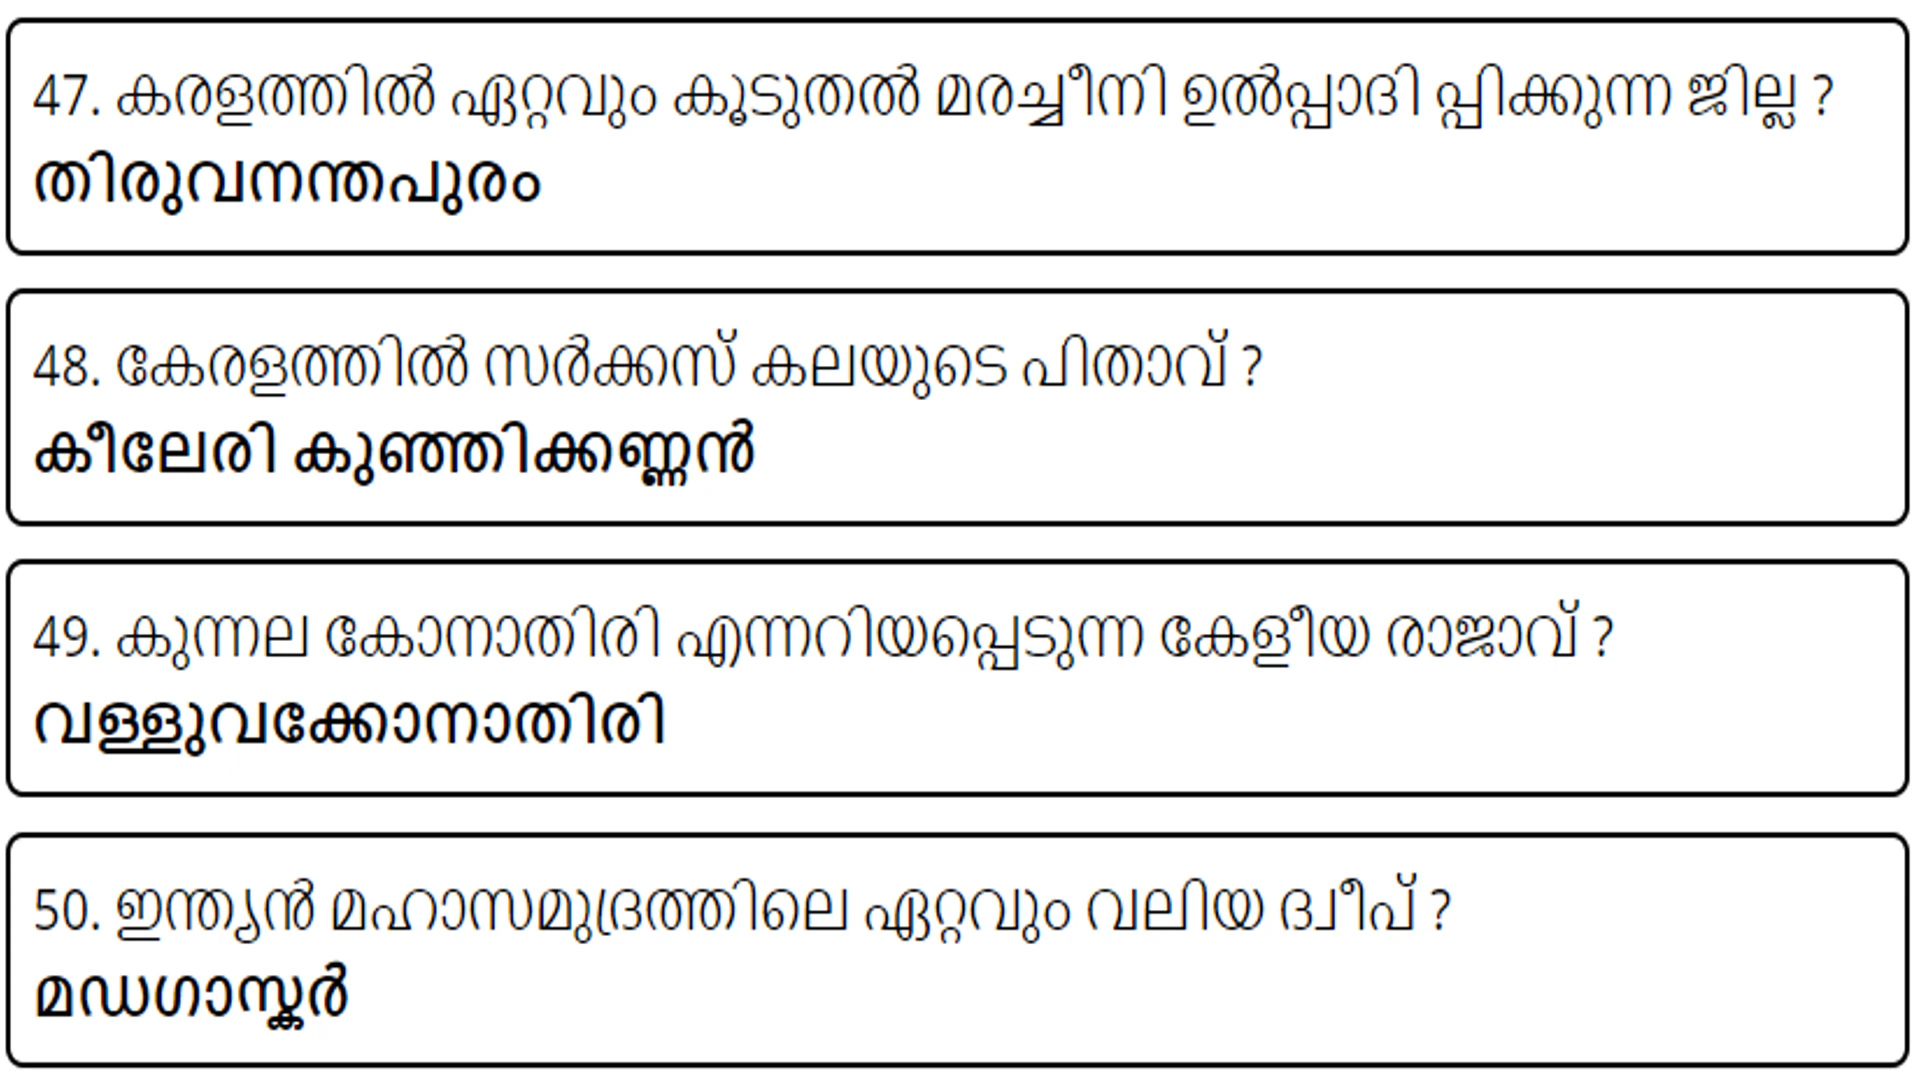 47. കരളത്തിൽ ഏറ്റവും കൂടുതൽ മരച്ചീനി ഉൽപ്പാദി പ്പിക്കുന്ന ജില്ല ?
തിരുവനന്തപുരം
48. കേരളത്തിൽ സർക്കസ് കലയുടെ പിതാവ് ?
കീലേരി കുഞ്ഞിക്കണ്ണൻ
49. കുന്നല കോനാതിരി എന്നറിയപ്പെടുന്ന കേളീയ രാജാവ് ?
വള്ളുവക്കോനാതിരി
50. ഇന്ത്യൻ മഹാസമുദ്രത്തിലെ ഏറ്റവും വലിയ ദ്വീപ് ?
മഡഗാസ്കർ